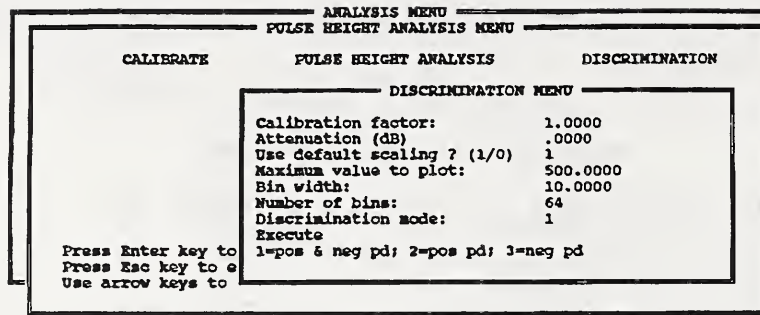 ANALYSIS MENU
PULSE HEIGHT ANALYSIS MENU
CALIBRATE PULSE HEIGHT ANALYSIS DISCRIMINATION
DISCRIMINATION MENU
Calibration factor: 1.0000
Attenuation (dB) .0000
Use default scaling ? (1/0) 1
Maximum value to plot: 500.0000
Bin width: 10.0000
Number of bins: 64
Discrimination mode: 1
Execute
Press Enter key to 1=pos & neg pd; 2=pos pd; 3=neg pd
Press Esc key to e
Use arrow keys to